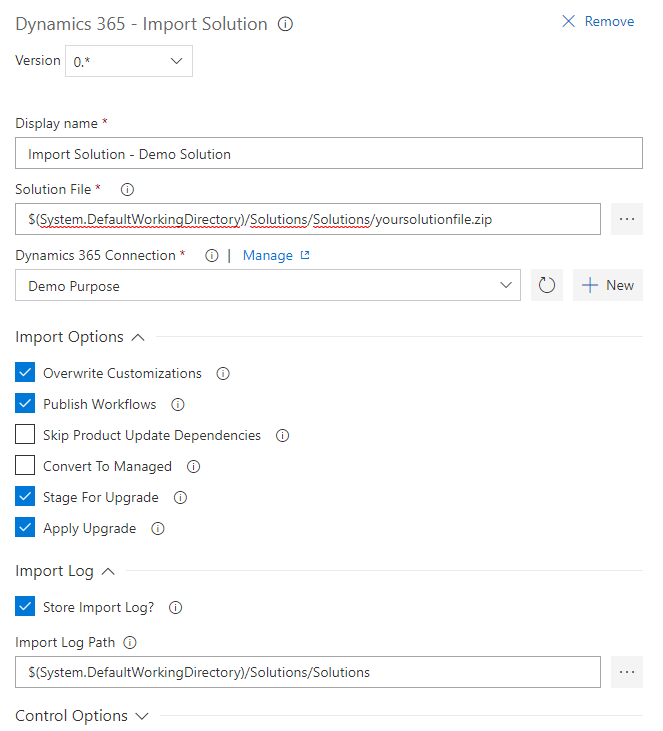 Dynamics 365 - Import Solution
Remove
Version 0.*
Display name *
Import Solution - Demo Solution
Solution File *
$(System.DefaultWorkingDirectory)/Solutions/Solutions/yoursolutionfile.zip
Dynamics 365 Connection * | Manage
Demo Purpose
New
Import Options
Overwrite Customizations
Publish Workflows
Skip Product Update Dependencies
Convert To Managed
Stage For Upgrade
Apply Upgrade
Import Log
Store Import Log?
Import Log Path
$(System.DefaultWorkingDirectory)/Solutions/Solutions
Control Options